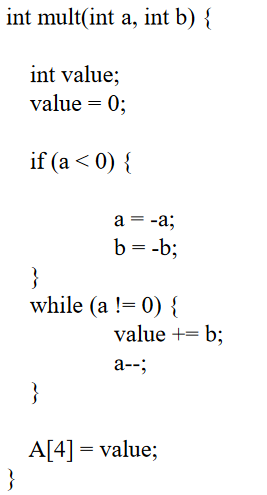 int mult(int a, int b) {
int value;
value = 0;
if (a < 0) {
a = -a;
b = -b;
}
while (a != 0) {
value += b;
a--;
}
A[4] = value;
}